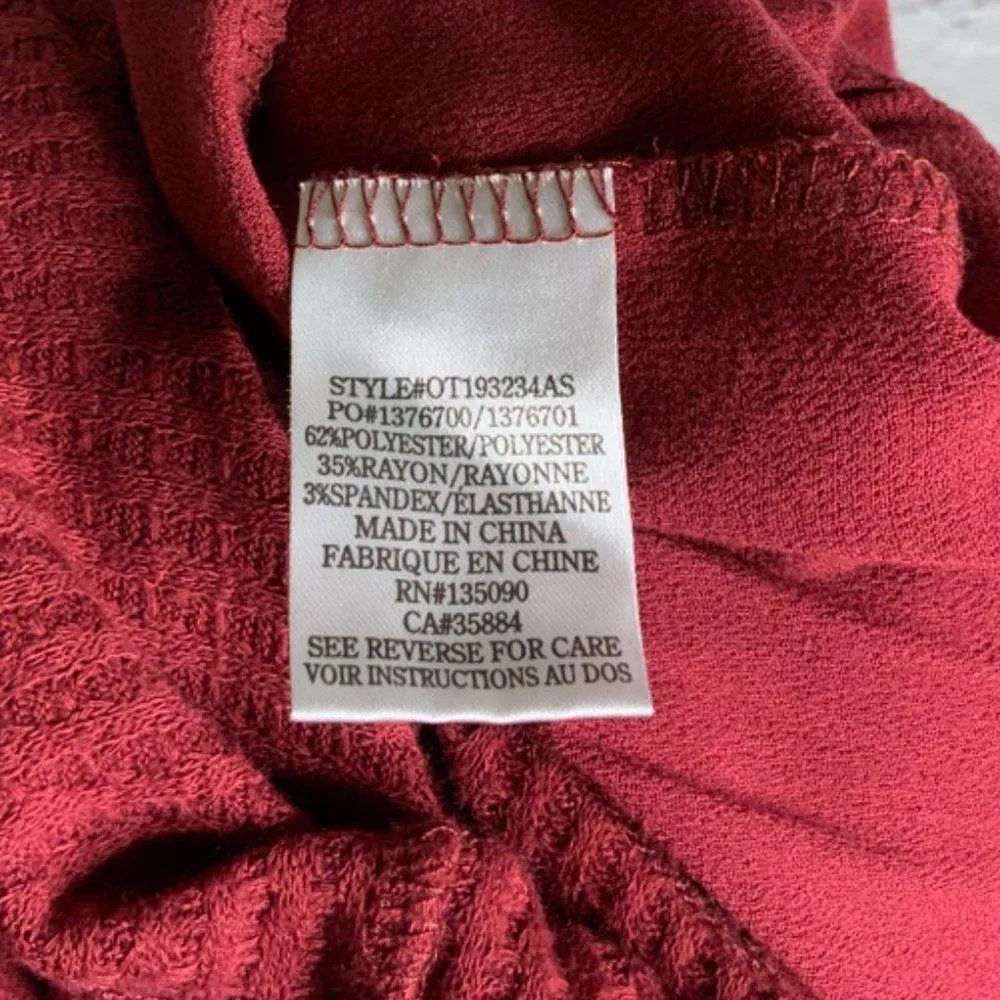 STYLE#OT193234AS
PO#1376700/1376701
62%POLYESTER/POLYESTER
35%RAYON/RAYONNE
3%SPANDEX/ÉLASTHANNE
MADE IN CHINA
FABRIQUE EN CHINE
RN#135090
CA#35884
SEE REVERSE FOR CARE
VOIR INSTRUCTIONS AU DOS